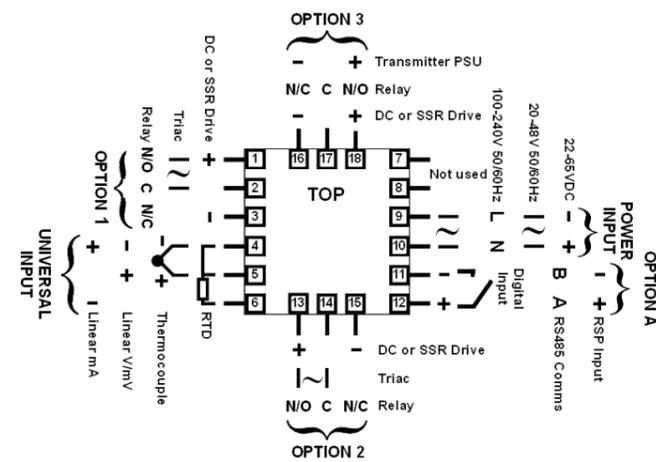 OPTION 3
− + Transmitter PSU
N/C C N/O Relay
− + DC or SSR Drive
16 17 18
TOP
1
2
3
4
5
6
7
8
9
10
11
12
13 14 15
Not used
DC or SSR Drive
+
−
Triac
~
Relay N/O C N/C
OPTION 1
UNIVERSAL
INPUT
+
−
Linear mA
−
+
Linear V/mV
−
+
Thermocouple
RTD
100-240V 50/60Hz
L
N
~
20-48V 50/60Hz
~
22-65VDC
−
+
POWER
INPUT
OPTION A
−
+
Digital
Input
B A RS485 Comms
−
+ RSP Input
+ − DC or SSR Drive
~ Triac
N/O C N/C Relay
OPTION 2